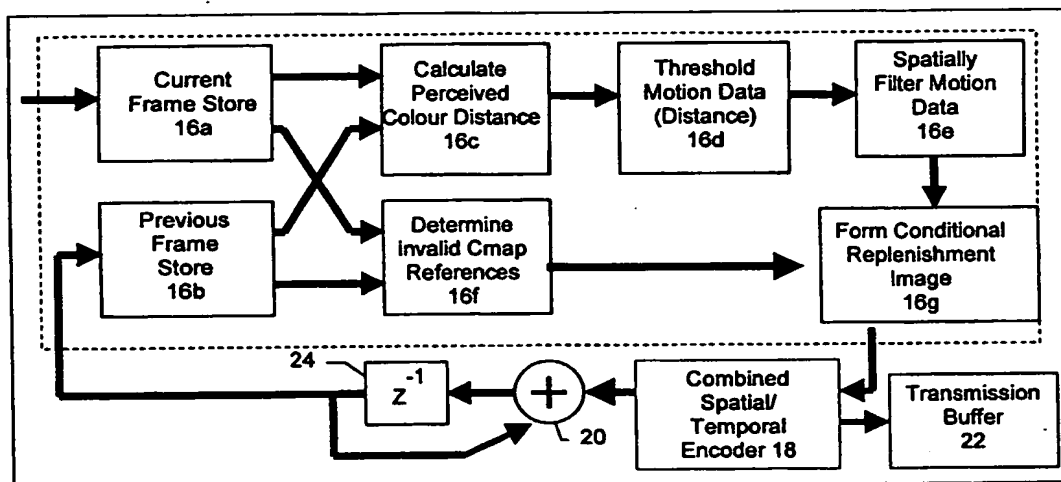 Current
Frame Store
16a
Calculate
Perceived
Colour Distance
16c
Threshold
Motion Data
(Distance)
16d
Spatially
Filter Motion
Data
16e
Previous
Frame
Store
16b
Determine
invalid Cmap
References
16f
Form Conditional
Replenishment
Image
16g
24
z-1
20
Combined
Spatial/
Temporal
Encoder 18
Transmission
Buffer
22